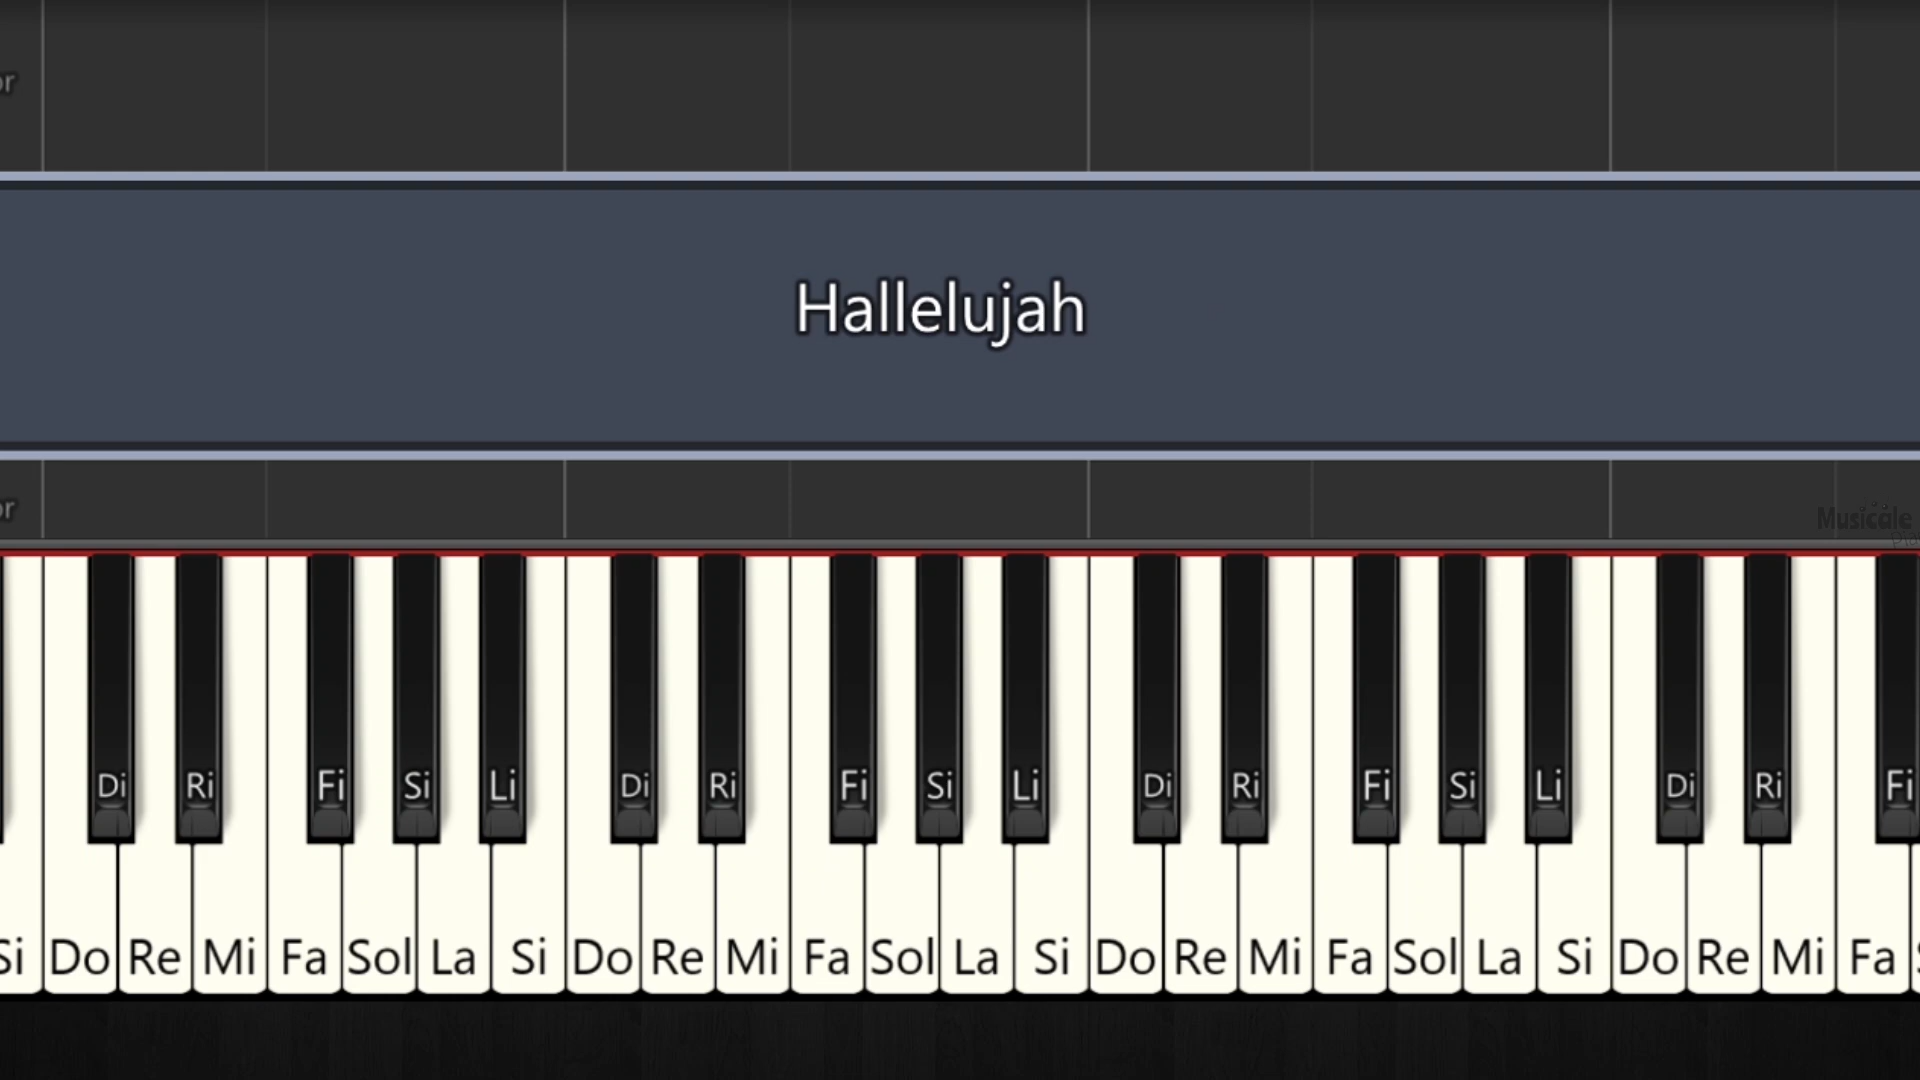 or
Hallelujah
or
Musicale
Di Ri Fi Si Li Di Ri Fi Si Li Di Ri Fi Si Li Di Ri Fi
Si Do Re Mi Fa Sol La Si Do Re Mi Fa Sol La Si Do Re Mi Fa Sol La Si Do Re Mi Fa S